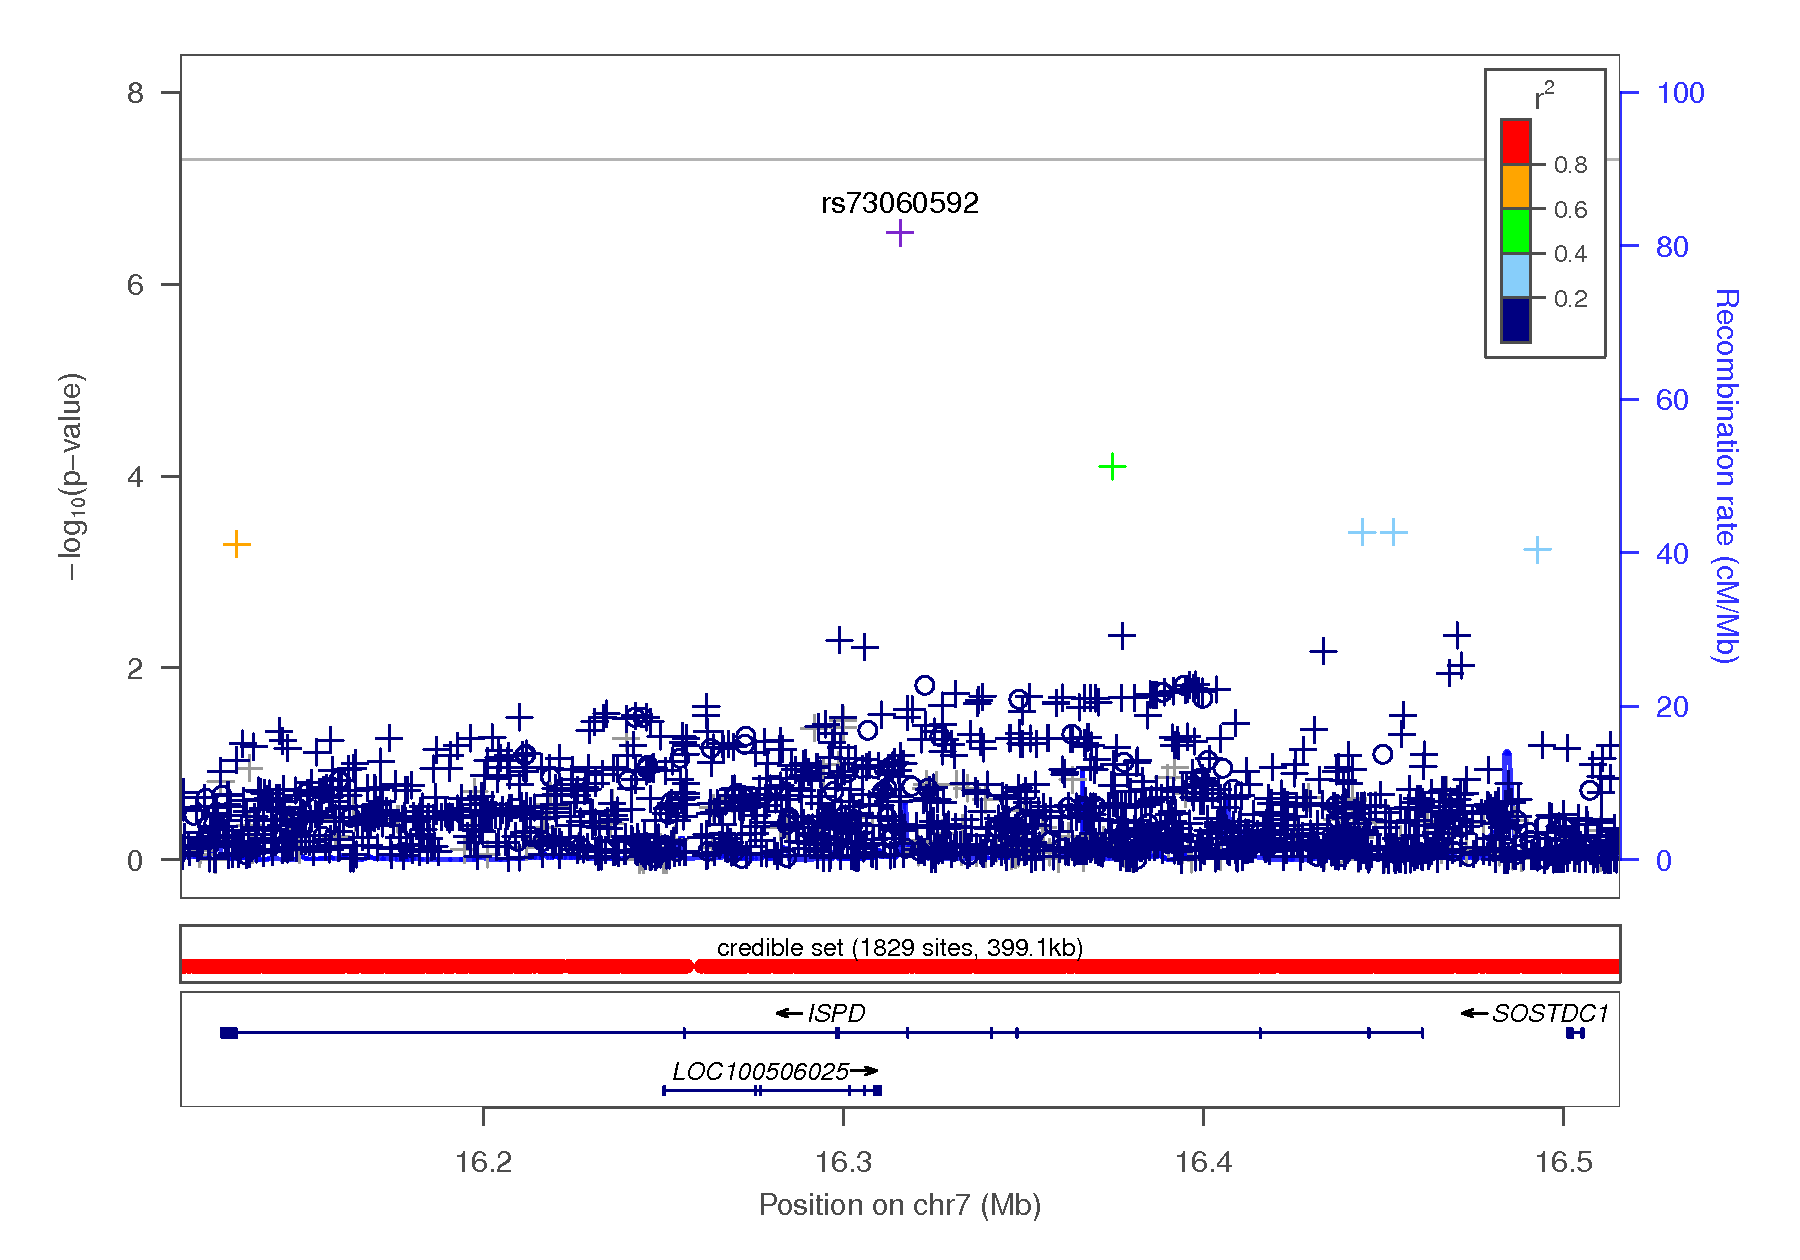 8
6
4
2
0
−log10(p−value)
rs73060592
r2
0.8
0.6
0.4
0.2
100
80
60
40
20
0
Recombination rate (cM/Mb)
credible set (1829 sites, 399.1kb)
ISPD
SOSTDC1
LOC100506025
16.2 16.3 16.4 16.5
Position on chr7 (Mb)